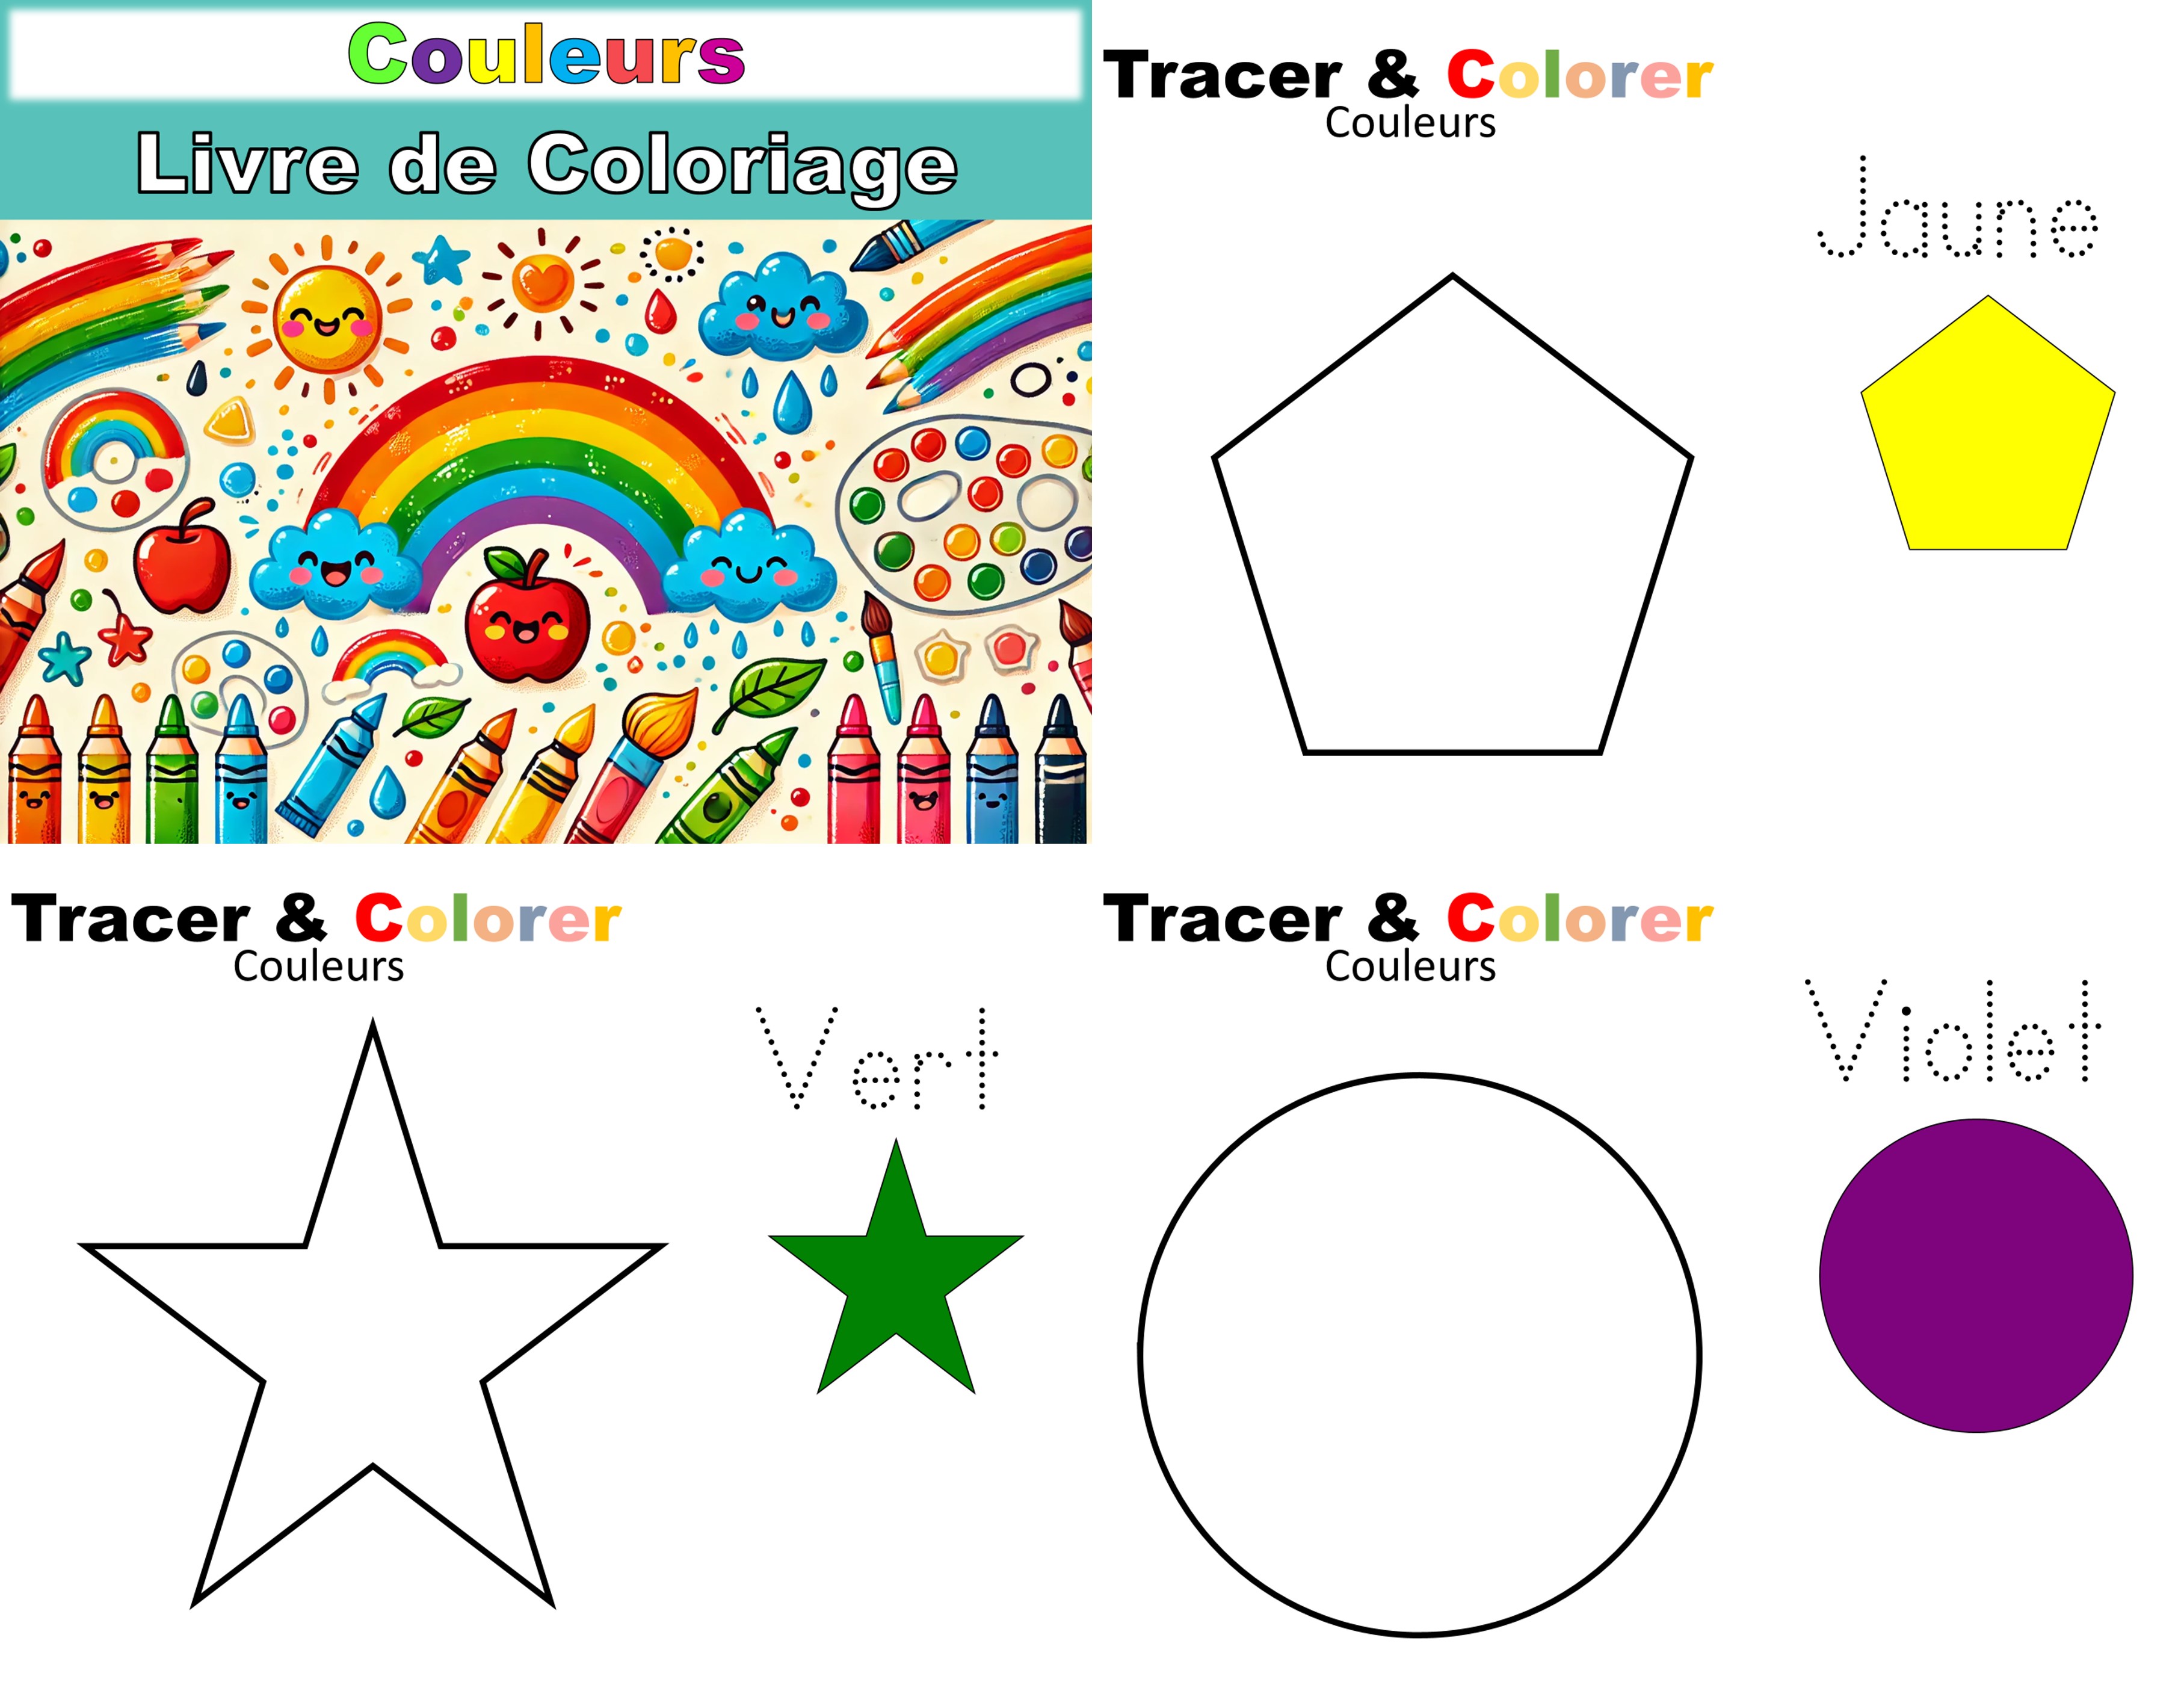 Couleurs
Livre de Coloriage
Tracer & Colorer
Couleurs
Jaune
Tracer & Colorer
Couleurs
Vert
Tracer & Colorer
Couleurs
Violet